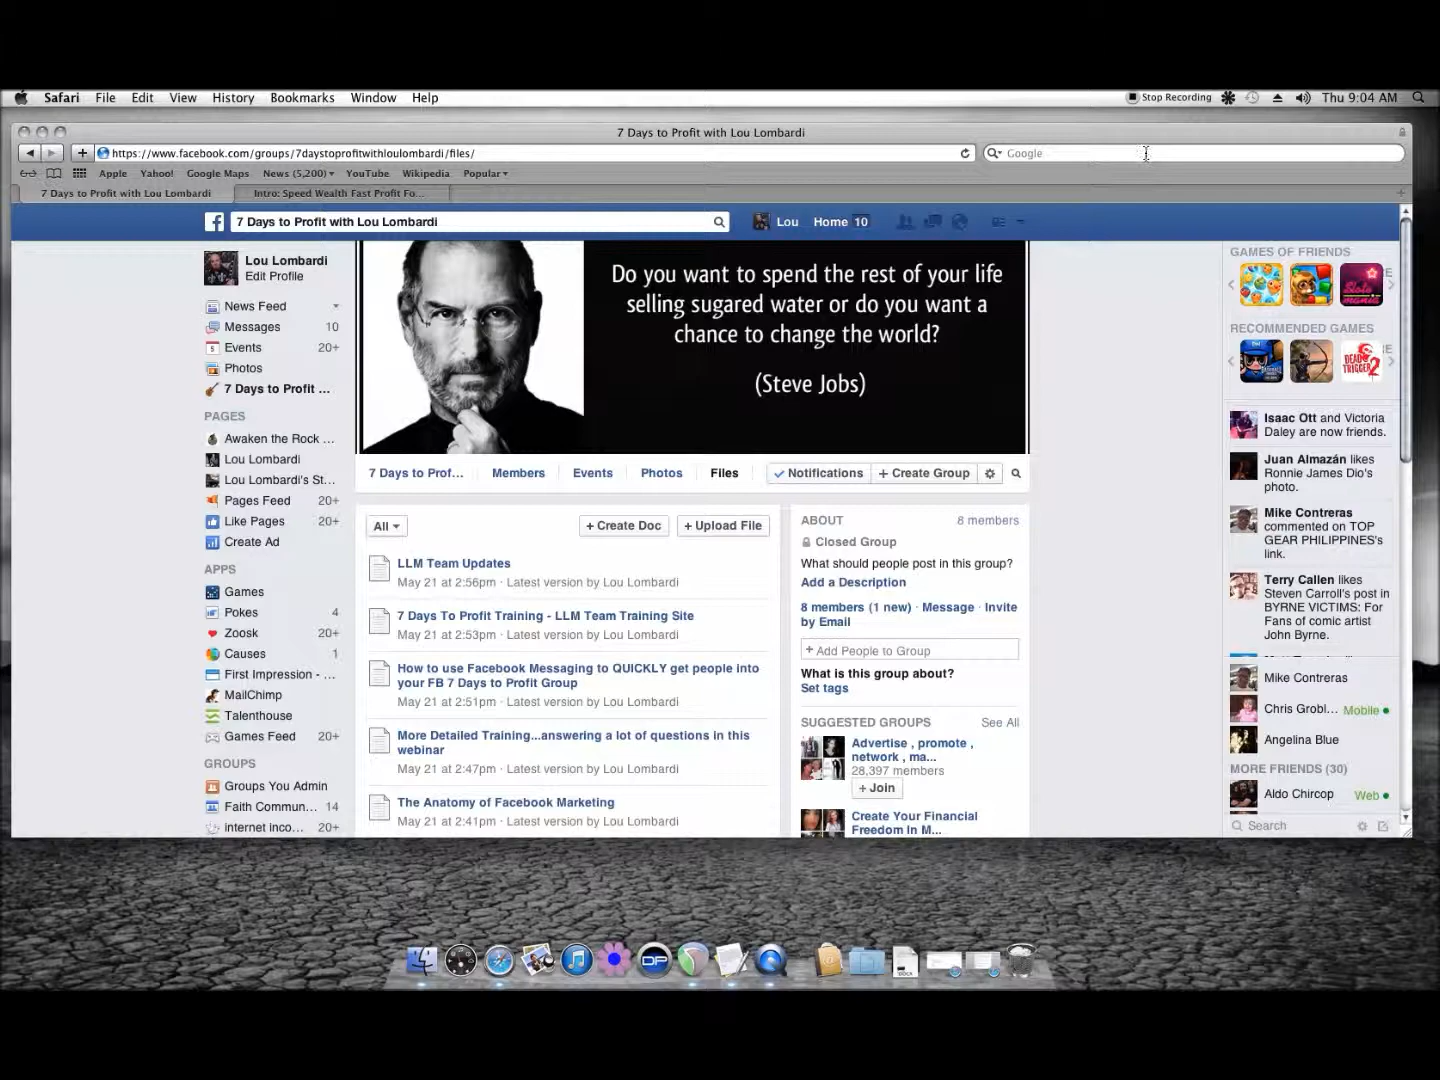 Safari File Edit View History Bookmarks Window Help
Stop Recording Thu 9:04 AM
7 Days to Profit with Lou Lombardi
https://www.facebook.com/groups/7daystoprofitwithloulombardi/files/
Google
Apple Yahoo! Google Maps News (5,200) YouTube Wikipedia Popular
7 Days to Profit with Lou Lombardi
Intro: Speed Wealth Fast Profit Fo...
7 Days to Profit with Lou Lombardi
Lou Home 10
Lou Lombardi
Edit Profile
News Feed
Messages 10
Events 20+
Photos
7 Days to Profit ...
PAGES
Awaken the Rock ...
Lou Lombardi
Lou Lombardi's St...
Pages Feed 20+
Like Pages 20+
Create Ad
APPS
Games
Pokes 4
Zoosk 20+
Causes 1
First Impression - ...
MailChimp
Talenthouse
Games Feed 20+
GROUPS
Groups You Admin
Faith Commun... 14
internet inco... 20+
Do you want to spend the rest of your life
selling sugared water or do you want a
chance to change the world?
(Steve Jobs)
7 Days to Prof... Members Events Photos Files
Notifications + Create Group
All
+ Create Doc + Upload File
LLM Team Updates
May 21 at 2:56pm · Latest version by Lou Lombardi
7 Days To Profit Training - LLM Team Training Site
May 21 at 2:53pm · Latest version by Lou Lombardi
How to use Facebook Messaging to QUICKLY get people into
your FB 7 Days to Profit Group
May 21 at 2:51pm · Latest version by Lou Lombardi
More Detailed Training...answering a lot of questions in this
webinar
May 21 at 2:47pm · Latest version by Lou Lombardi
The Anatomy of Facebook Marketing
May 21 at 2:41pm · Latest version by Lou Lombardi
ABOUT 8 members
Closed Group
What should people post in this group?
Add a Description
8 members (1 new) · Message · Invite
by Email
+ Add People to Group
What is this group about?
Set tags
SUGGESTED GROUPS See All
Advertise , promote ,
network , ma...
28,397 members
+ Join
Create Your Financial
Freedom In M...
GAMES OF FRIENDS
RECOMMENDED GAMES
DEAD
TRIGGER 2
Isaac Ott and Victoria
Daley are now friends.
Juan Almazán likes
Ronnie James Dio's
photo.
Mike Contreras
commented on TOP
GEAR PHILIPPINES's
link.
Terry Callen likes
Steven Carroll's post in
BYRNE VICTIMS: For
Fans of comic artist
John Byrne.
Mike Contreras
Chris Grobl... Mobile
Angelina Blue
MORE FRIENDS (30)
Aldo Chircop Web
Search
DP